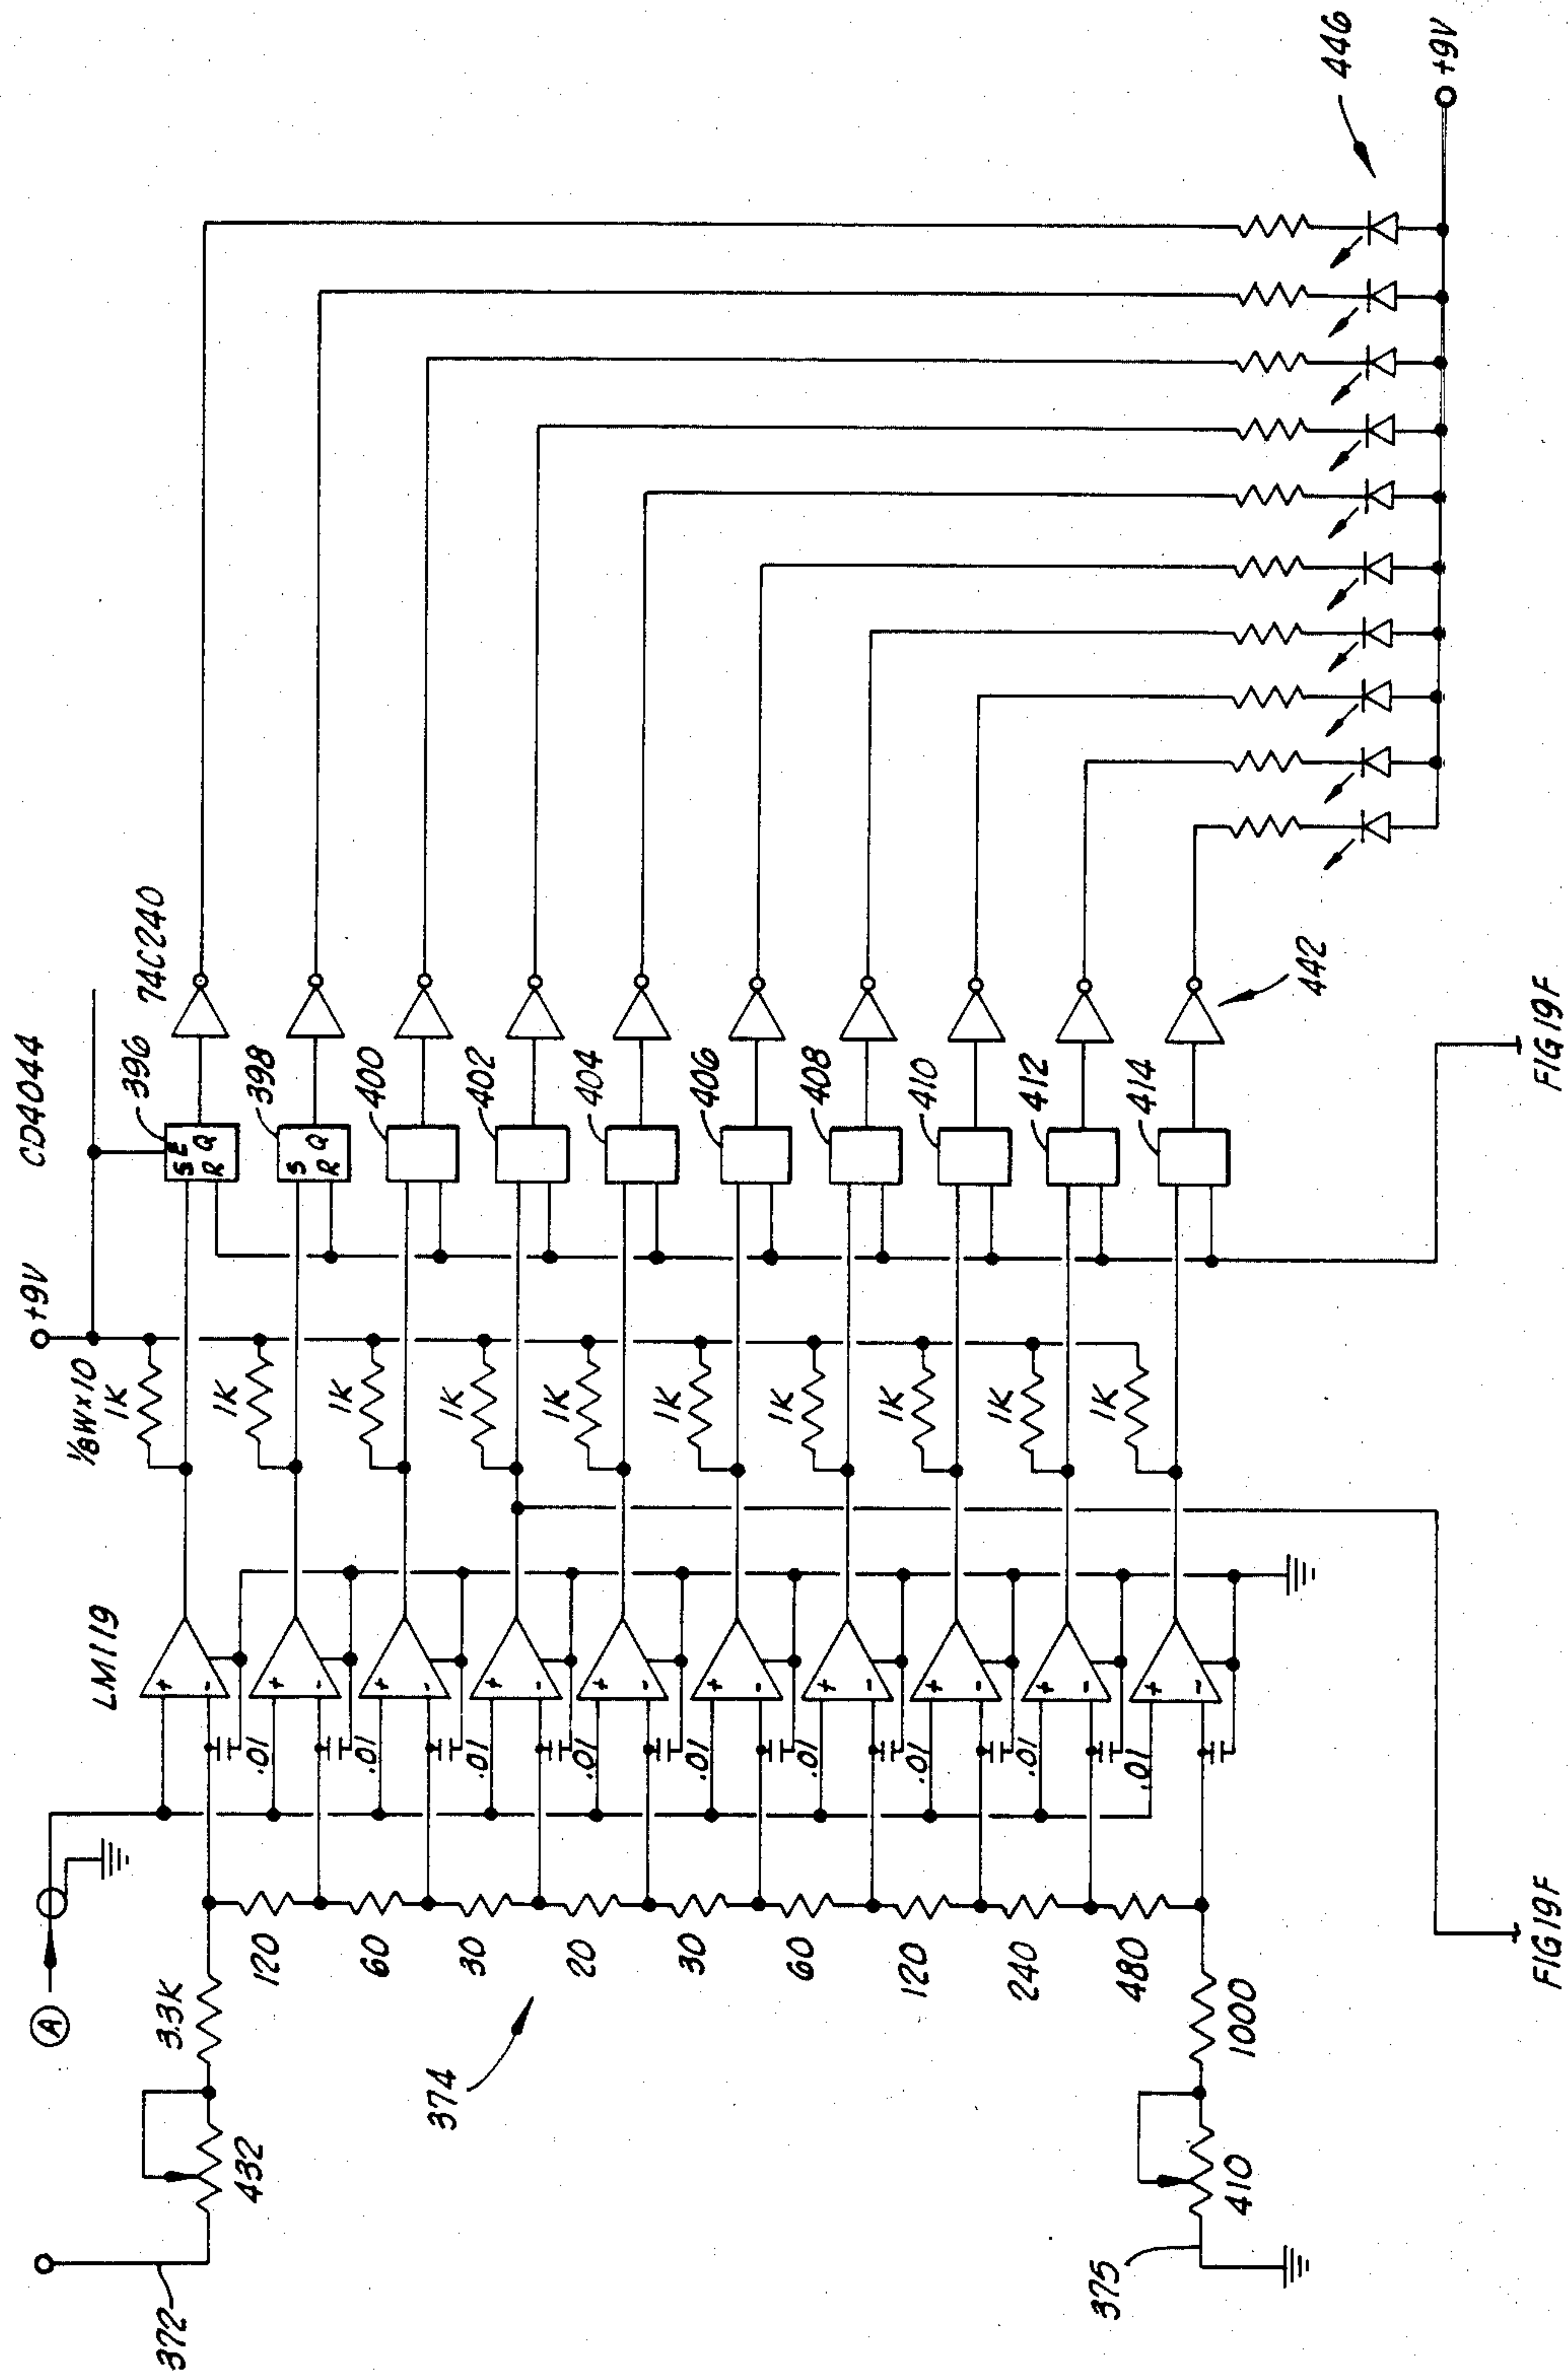 +9V
CD4044
446
1/8W x 10
LM119
74C240
396
398
400
402
404
406
408
410
412
414
S E
R Q
S
R Q
1K
1K
1K
1K
1K
1K
1K
1K
1K
1K
A
+
-
+
-
+
-
+
-
+
-
+
-
+
-
+
-
+
-
+
-
.01
.01
.01
.01
.01
.01
.01
.01
.01
3.3K
120
60
30
20
30
60
120
240
480
1000
432
410
372
374
375
442
+9V
FIG 19F
FIG 19F